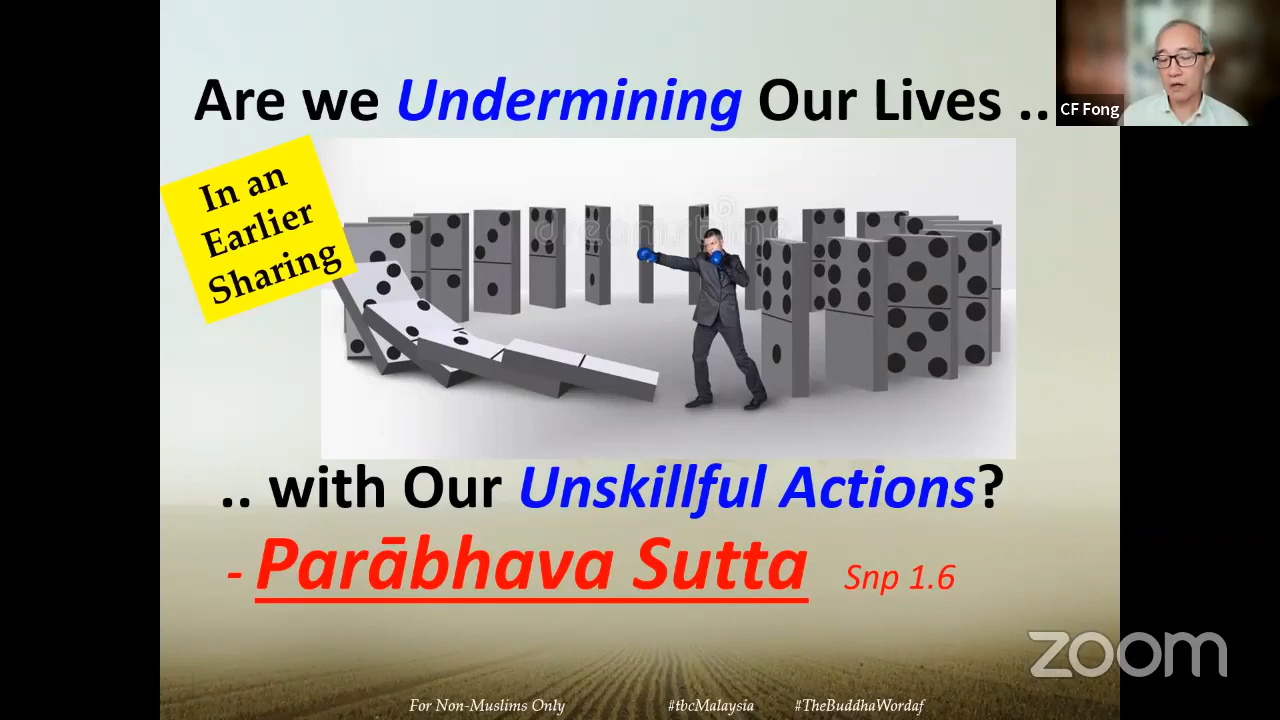 Are we Undermining Our Lives ..
CF Fong
In an
Earlier
Sharing
dreamstime
.. with Our Unskillful Actions?
- Parābhava Sutta Snp 1.6
zoom
For Non-Muslims Only #tbcMalaysia #TheBuddhaWordaf